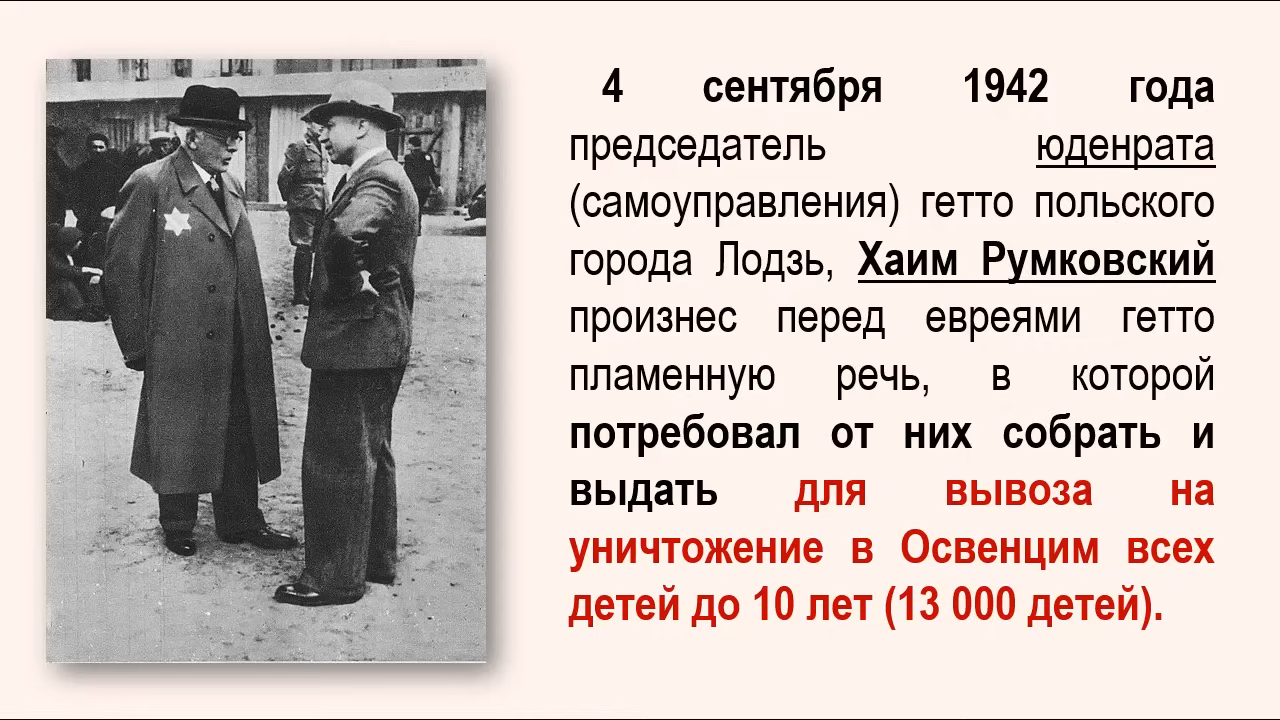 4 сентября 1942 года
председатель юденрата
(самоуправления) гетто польского
города Лодзь, Хаим Румковский
произнес перед евреями гетто
пламенную речь, в которой
потребовал от них собрать и
выдать для вывоза на
уничтожение в Освенцим всех
детей до 10 лет (13 000 детей).